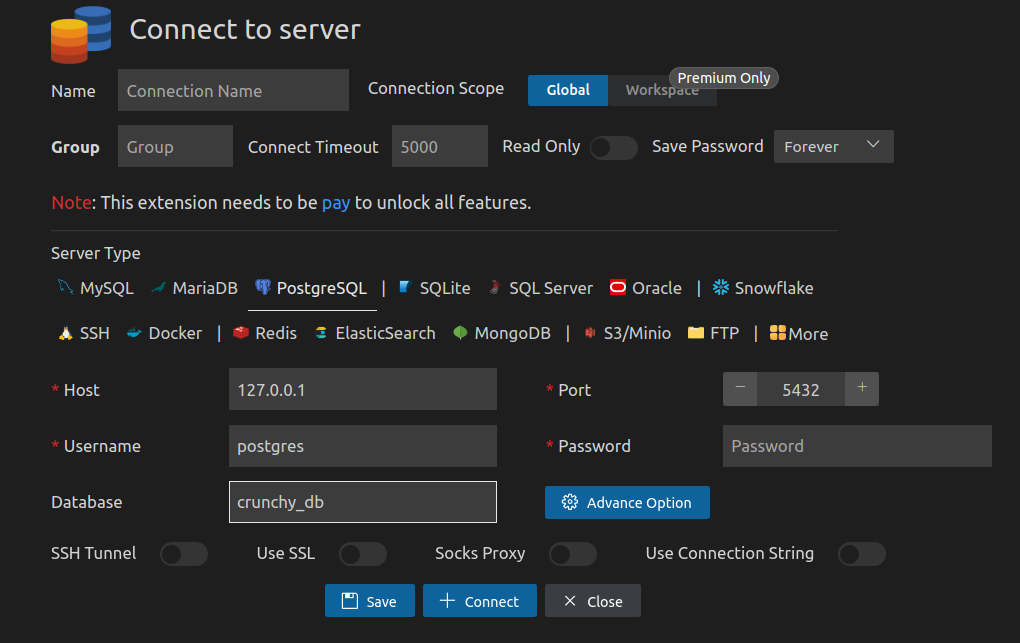 Connect to server
Premium Only
Name Connection Name Connection Scope Global Workspace
Group Group Connect Timeout 5000 Read Only Save Password Forever
Note: This extension needs to be pay to unlock all features.
Server Type
MySQL MariaDB PostgreSQL | SQLite SQL Server Oracle | Snowflake
SSH Docker | Redis ElasticSearch MongoDB | S3/Minio FTP | More
* Host 127.0.0.1 * Port − 5432 +
* Username postgres * Password Password
Database crunchy_db Advance Option
SSH Tunnel Use SSL Socks Proxy Use Connection String
Save + Connect × Close